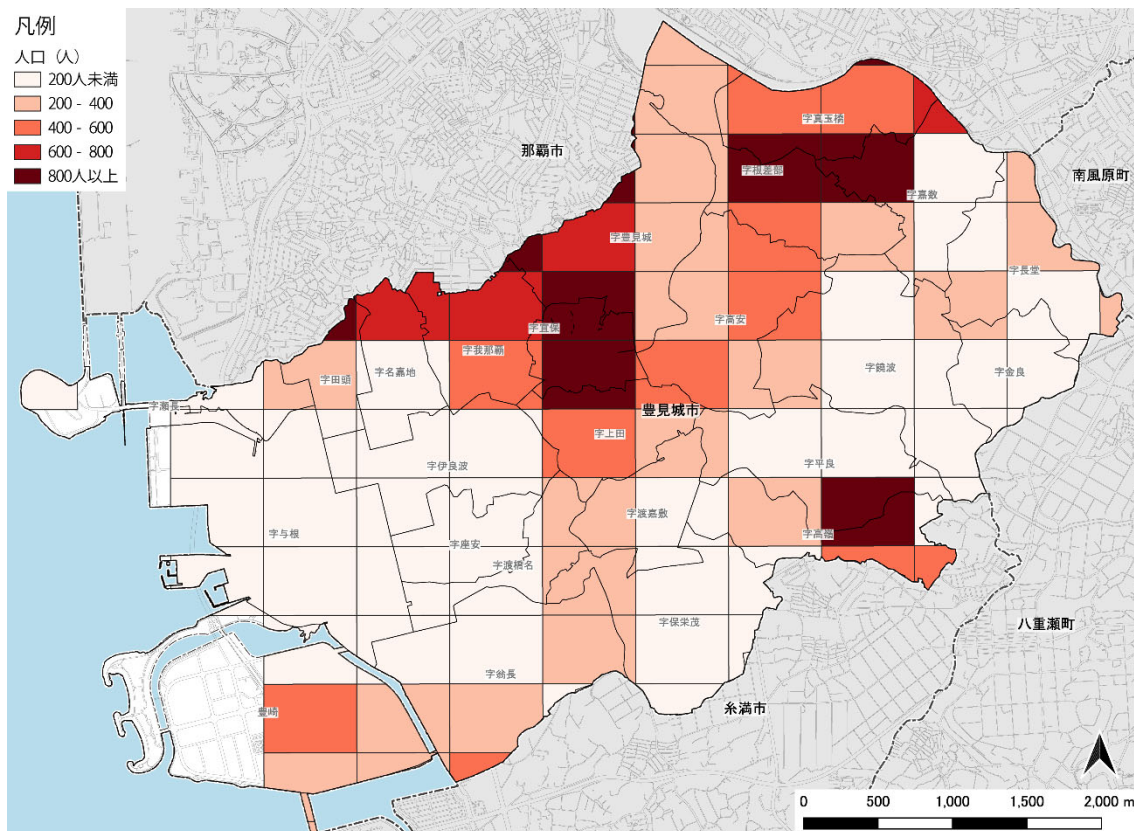 凡例
人口（人）
200人未満
200 - 400
400 - 600
600 - 800
800人以上
那覇市
字真玉橋
字根差部
字嘉数
南風原町
字豊見城
字長堂
字宜保
字高安
字我那覇
字田頭
字名嘉地
字饒波
字金良
字瀬長
豊見城市
字上田
字伊良波
字平良
字渡嘉敷
字高嶺
字与根
字座安
字渡橋名
字保栄茂
八重瀬町
字翁長
糸満市
豊崎
0 500 1,000 1,500 2,000 m